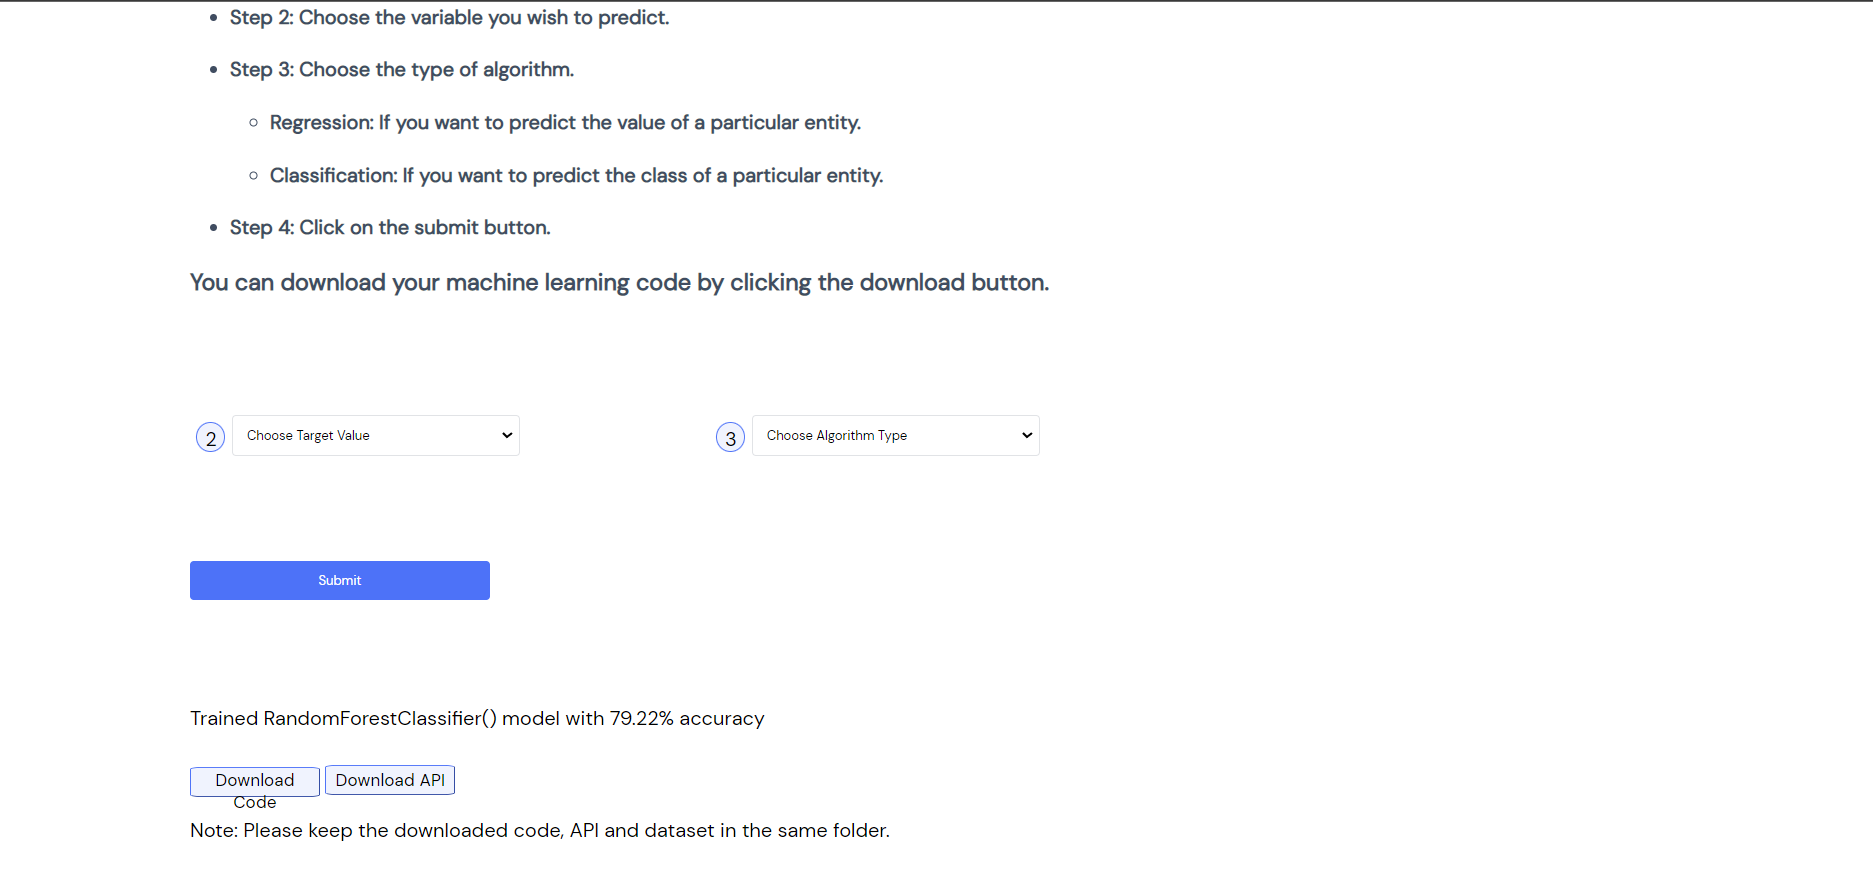 Step 2: Choose the variable you wish to predict.
Step 3: Choose the type of algorithm.
Regression: If you want to predict the value of a particular entity.
Classification: If you want to predict the class of a particular entity.
Step 4: Click on the submit button.
You can download your machine learning code by clicking the download button.
2 Choose Target Value 3 Choose Algorithm Type
Submit
Trained RandomForestClassifier() model with 79.22% accuracy
Download Code
Download API
Note: Please keep the downloaded code, API and dataset in the same folder.